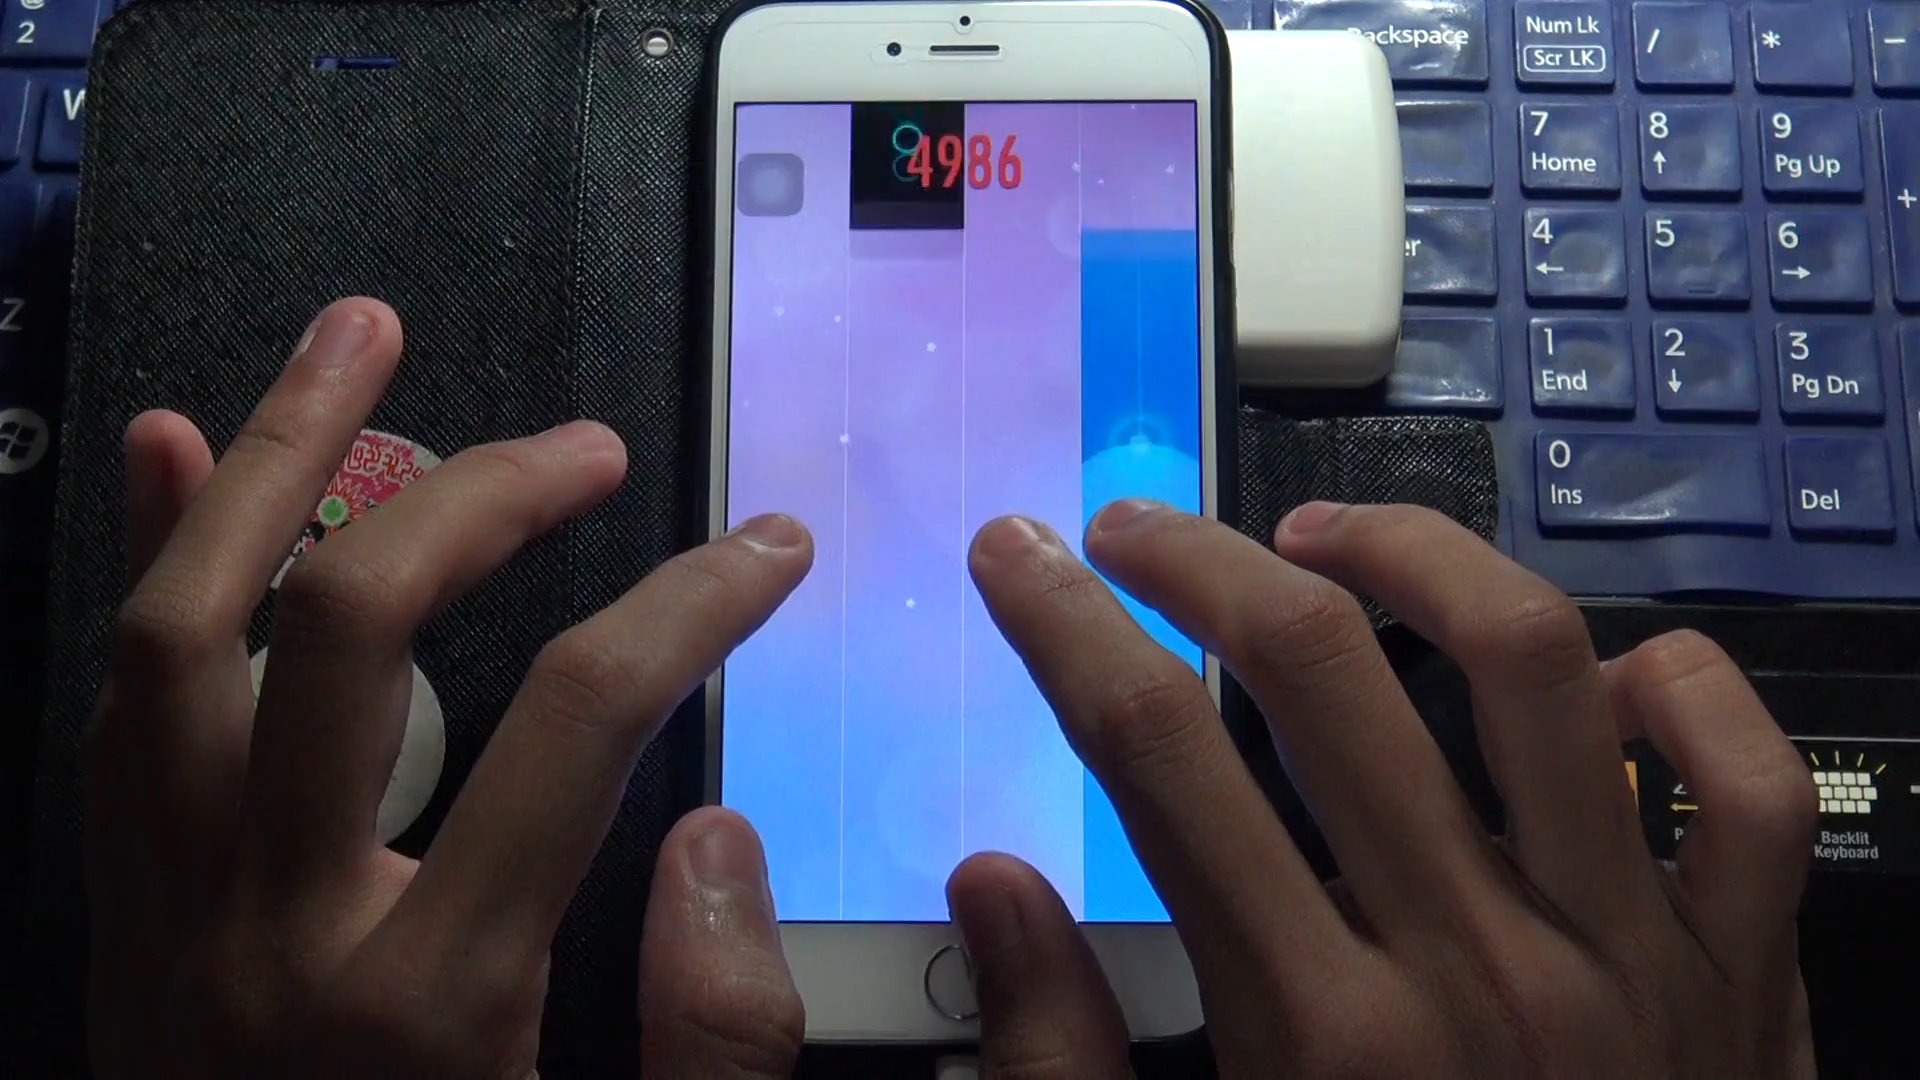 @
2
W
Z
4986
Backspace
Num Lk
Scr LK
/
*
-
7
Home
8
↑
9
Pg Up
+
er
4
←
5
6
→
1
End
2
↓
3
Pg Dn
0
Ins
Del
Backlit
Keyboard